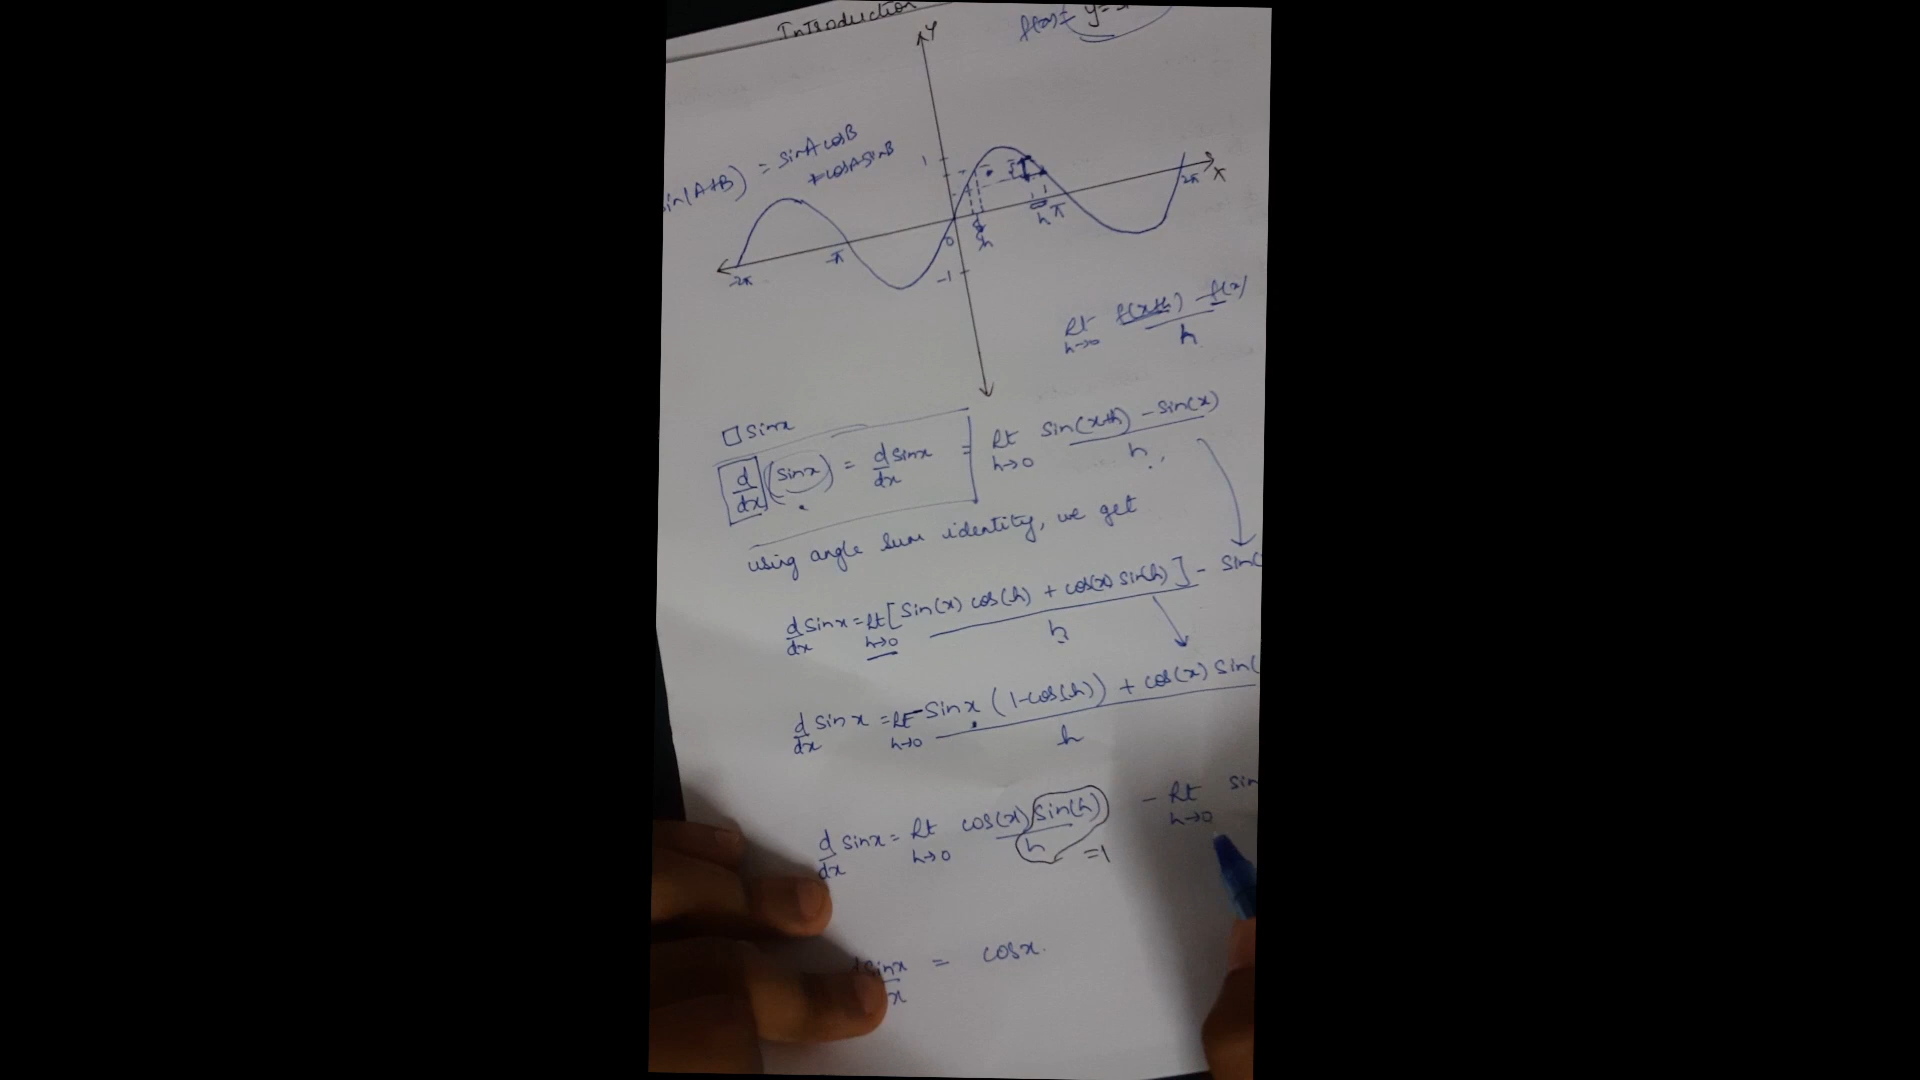 Introduction
f(x) = y =
Y
sin(A+B) = sinA cosB
+ cosA sinB
1
-2π -π 0 h h π 2π X
-1
lt f(x+h) - f(x)
h→0 h
sinx
d (sinx) = d sinx = lt sin(x+h) - sin(x)
dx dx h→0 h
using angle sum identity, we get
d sinx = lt [sin(x) cos(h) + cos(x) sin(h)] - sin(
dx h→0 h
d sinx = lt -sinx (1-cos(h)) + cos(x) sin(
dx h→0 h
d sinx = lt cos(x) sin(h) - lt sin
dx h→0 h =1 h→0
sinx = cosx.
x